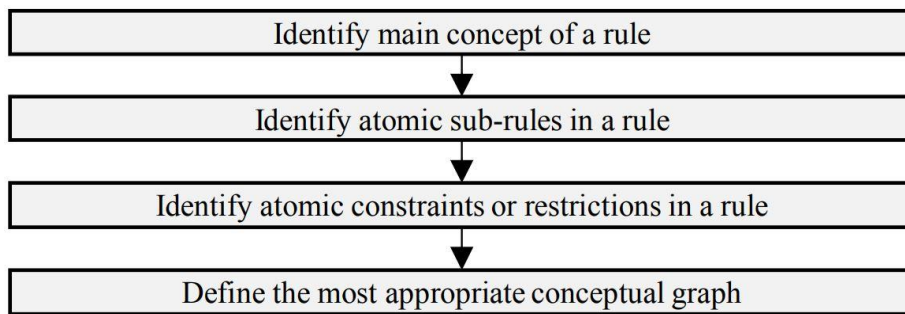 Identify main concept of a rule
Identify atomic sub-rules in a rule
Identify atomic constraints or restrictions in a rule
Define the most appropriate conceptual graph